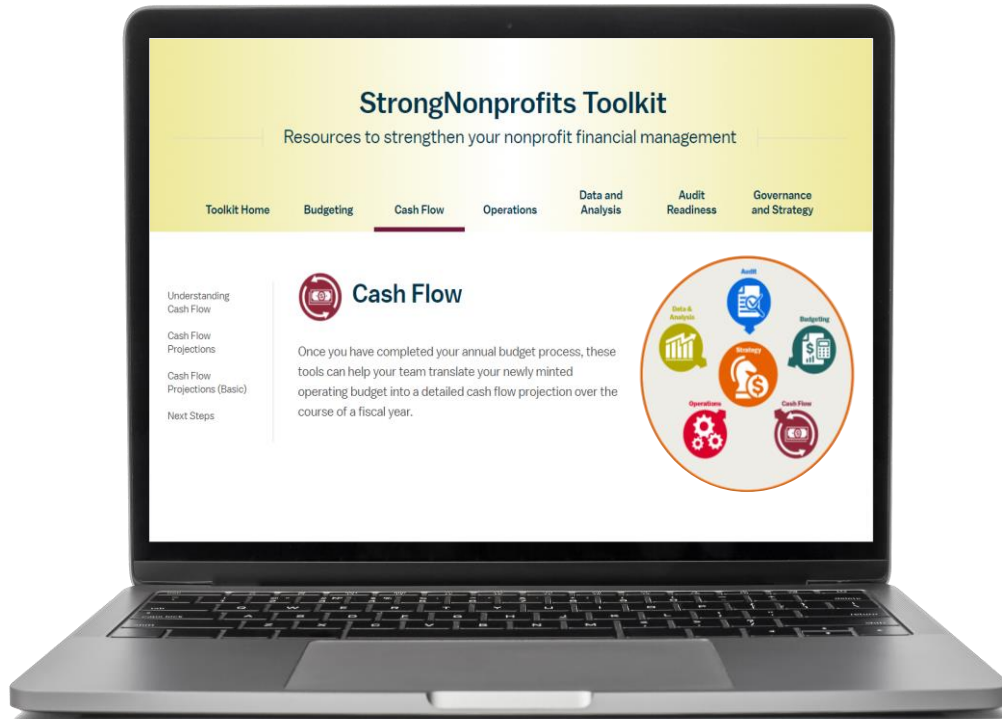 StrongNonprofits Toolkit
Resources to strengthen your nonprofit financial management
Toolkit Home
Budgeting
Cash Flow
Operations
Data and
Analysis
Audit
Readiness
Governance
and Strategy
Understanding
Cash Flow
Cash Flow
Projections
Cash Flow
Projections (Basic)
Next Steps
Cash Flow
Once you have completed your annual budget process, these
tools can help your team translate your newly minted
operating budget into a detailed cash flow projection over the
course of a fiscal year.
Audit
Data &
Analysis
Budgeting
Strategy
Operations
Cash Flow